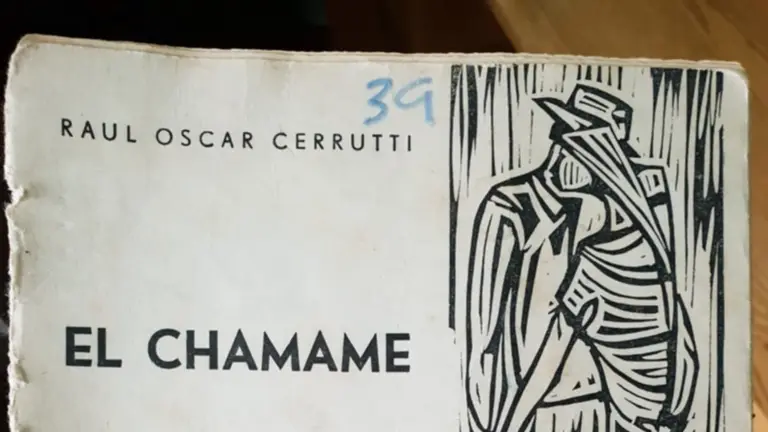 39
RAUL OSCAR CERRUTTI
EL CHAMAME